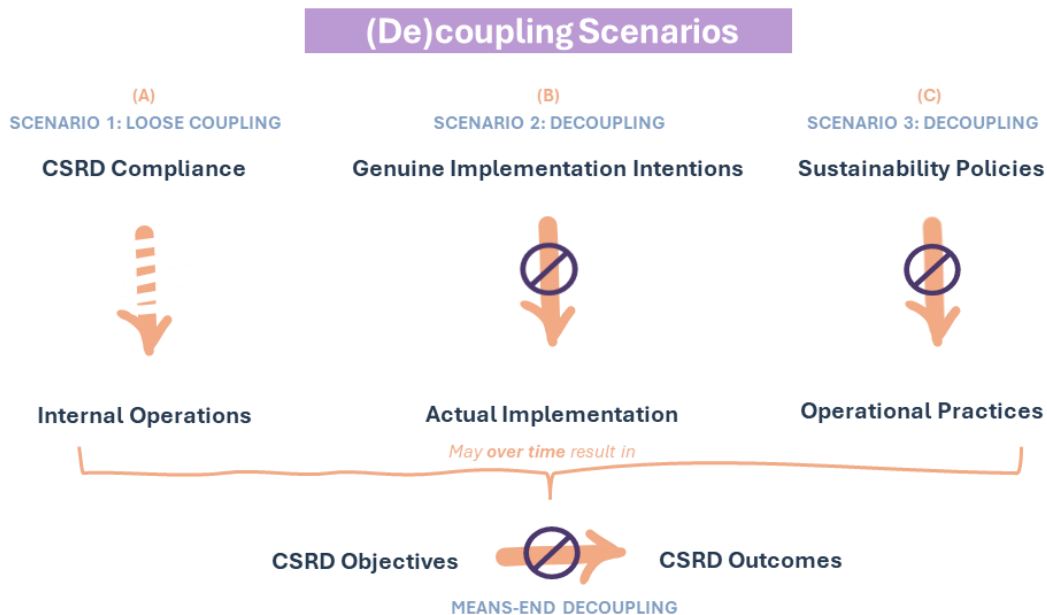 (De)coupling Scenarios
(A)
SCENARIO 1: LOOSE COUPLING
CSRD Compliance
Internal Operations
(B)
SCENARIO 2: DECOUPLING
Genuine Implementation Intentions
Actual Implementation
(C)
SCENARIO 3: DECOUPLING
Sustainability Policies
Operational Practices
May over time result in
CSRD Objectives
CSRD Outcomes
MEANS-END DECOUPLING